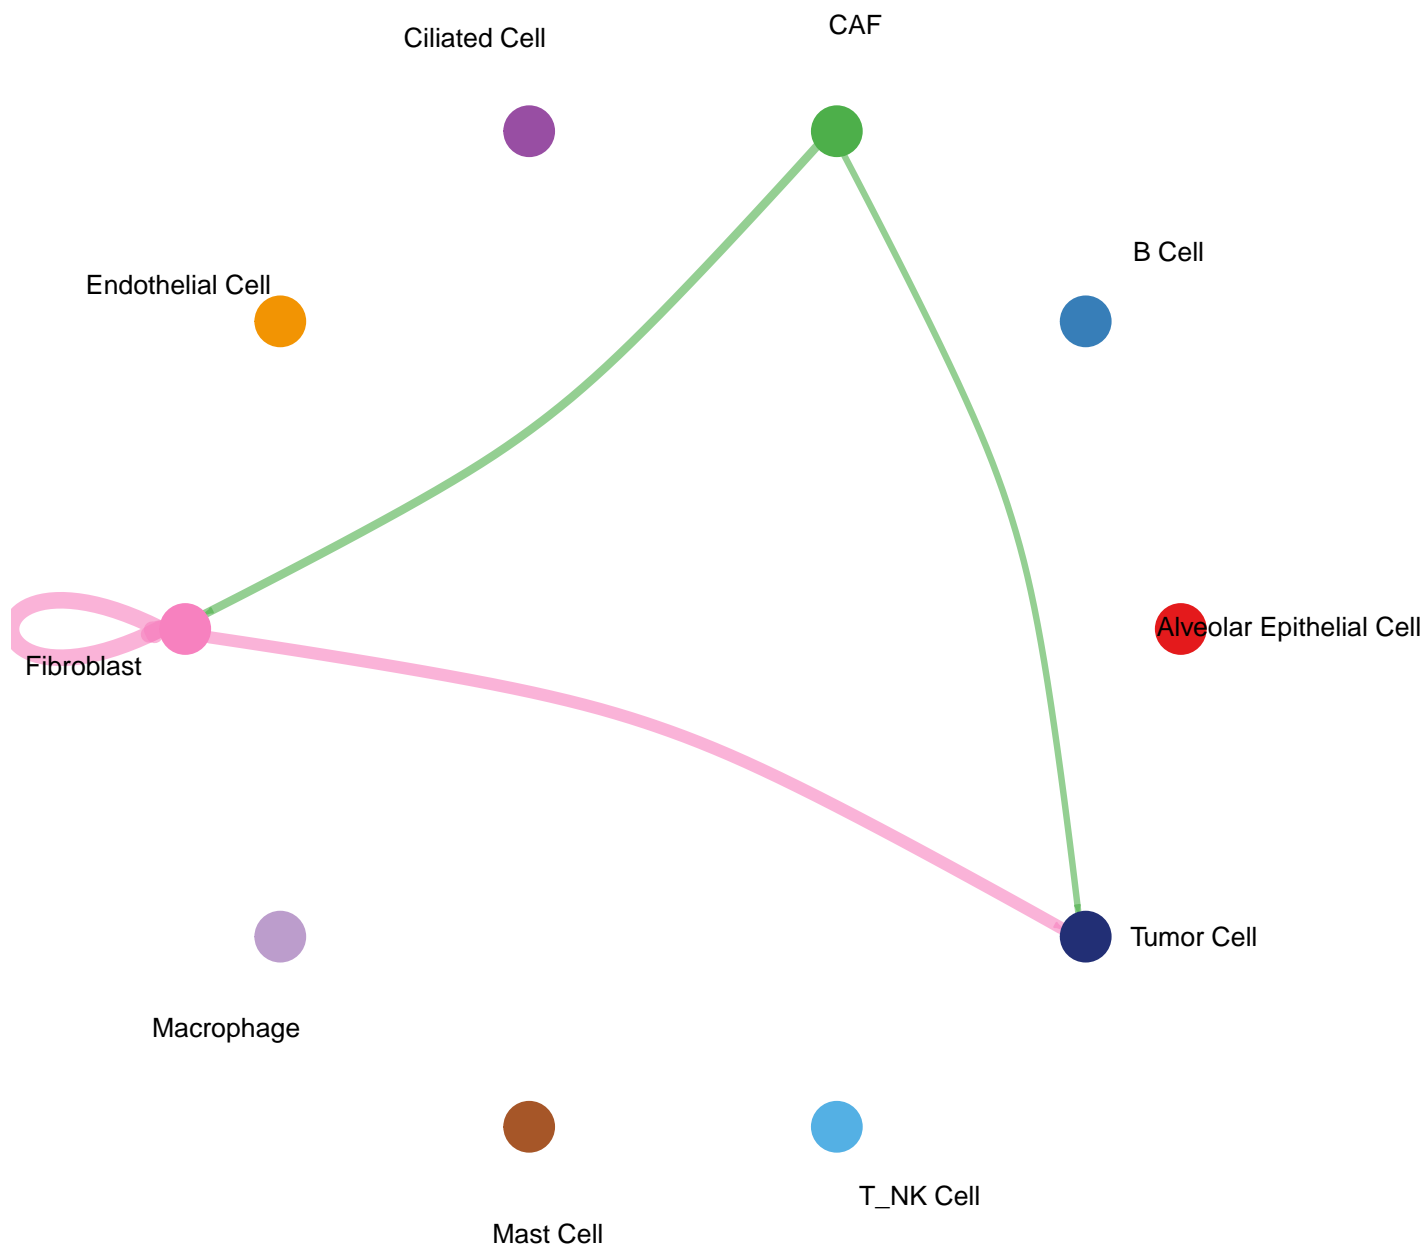 CAF
Ciliated Cell
B Cell
Endothelial Cell
Alveolar Epithelial Cell
Fibroblast
Tumor Cell
Macrophage
T_NK Cell
Mast Cell